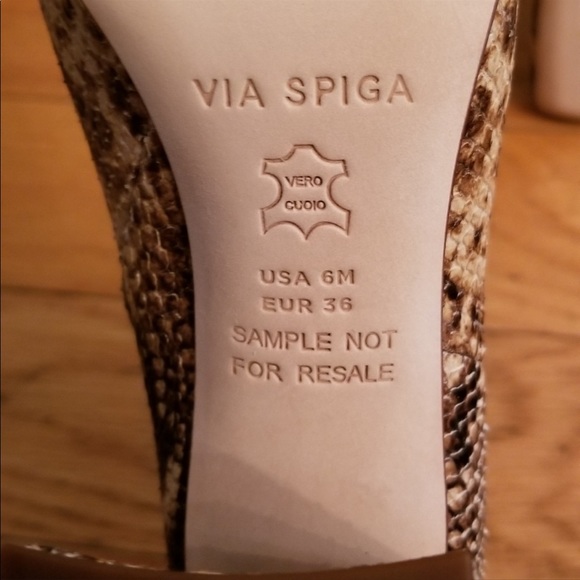 VIA SPIGA
VERO
CUOIO
USA 6M
EUR 36
SAMPLE NOT
FOR RESALE